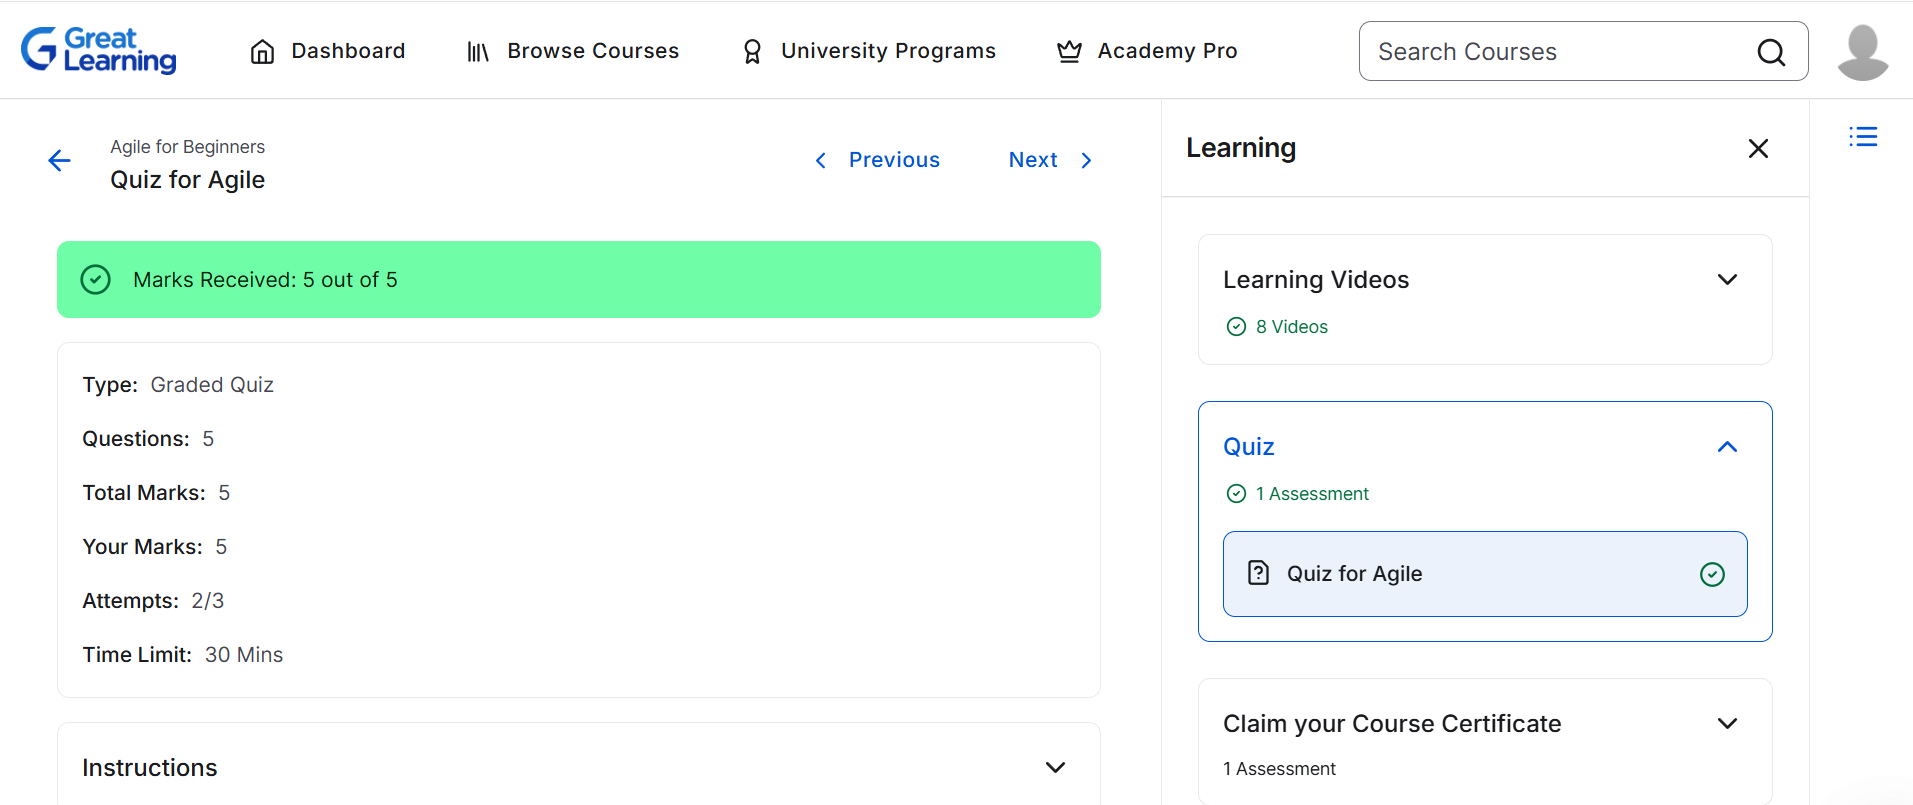 Great Learning
Dashboard
Browse Courses
University Programs
Academy Pro
Search Courses
Agile for Beginners
Quiz for Agile
Previous
Next
Marks Received: 5 out of 5
Type: Graded Quiz
Questions: 5
Total Marks: 5
Your Marks: 5
Attempts: 2/3
Time Limit: 30 Mins
Instructions
Learning
Learning Videos
8 Videos
Quiz
1 Assessment
Quiz for Agile
Claim your Course Certificate
1 Assessment